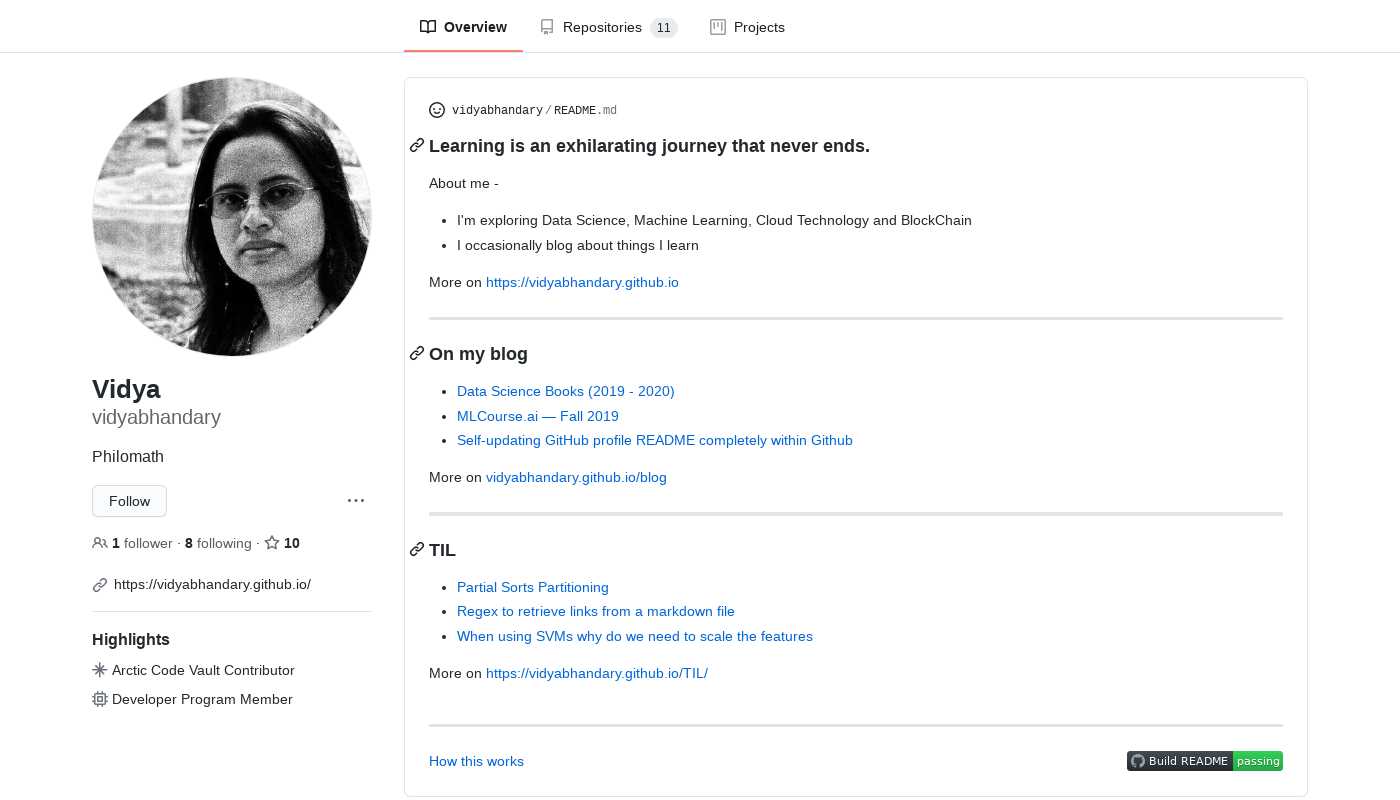 Overview Repositories 11 Projects
Vidya
vidyabhandary
Philomath
Follow
1 follower · 8 following · 10
https://vidyabhandary.github.io/
Highlights
Arctic Code Vault Contributor
Developer Program Member
vidyabhandary/README.md
Learning is an exhilarating journey that never ends.
About me -
I'm exploring Data Science, Machine Learning, Cloud Technology and BlockChain
I occasionally blog about things I learn
More on https://vidyabhandary.github.io
On my blog
Data Science Books (2019 - 2020)
MLCourse.ai — Fall 2019
Self-updating GitHub profile README completely within Github
More on vidyabhandary.github.io/blog
TIL
Partial Sorts Partitioning
Regex to retrieve links from a markdown file
When using SVMs why do we need to scale the features
More on https://vidyabhandary.github.io/TIL/
How this works
Build README passing